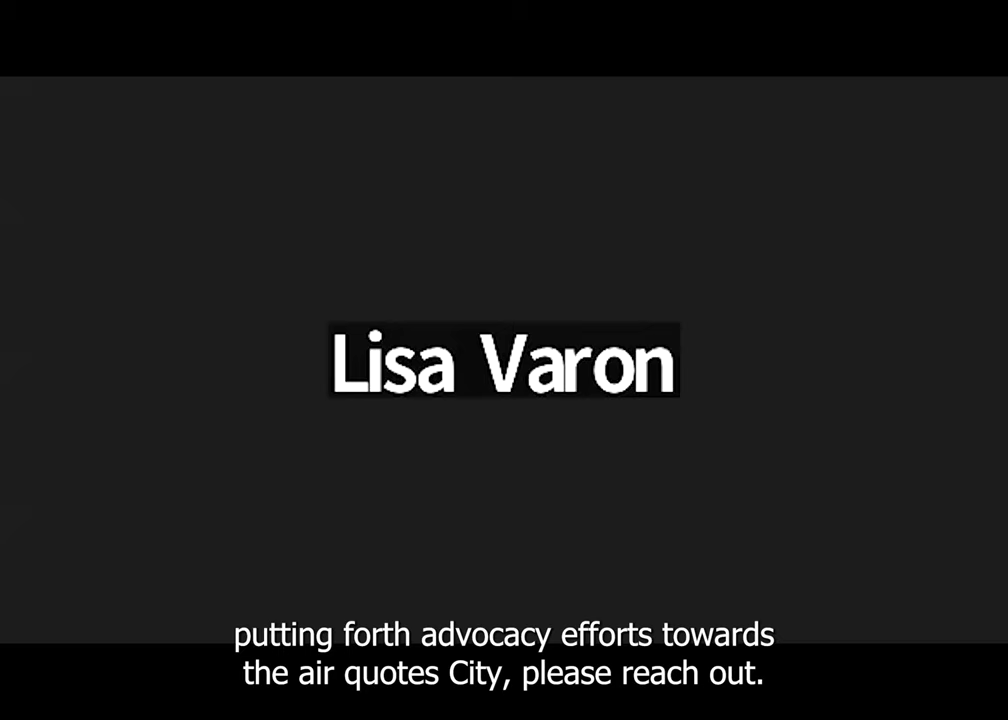 Lisa Varon
putting forth advocacy efforts towards
the air quotes City, please reach out.